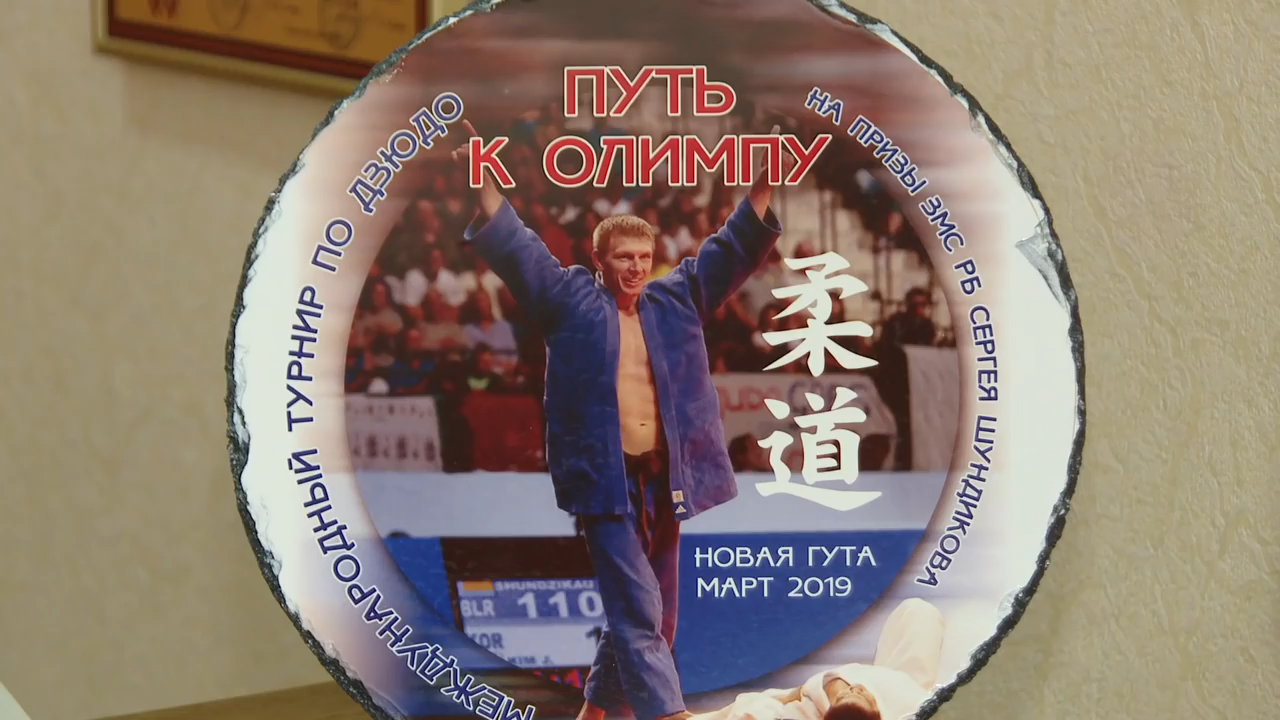 ПУТЬ
К ОЛИМПУ
МЕЖДУНАРОДНЫЙ ТУРНИР ПО ДЗЮДО
НА ПРИЗЫ ЗМС РБ СЕРГЕЯ ШУНДИКОВА
柔道
НОВАЯ ГУТА
МАРТ 2019
SHUNDZIKAU
BLR 110
KOR
KIM J.